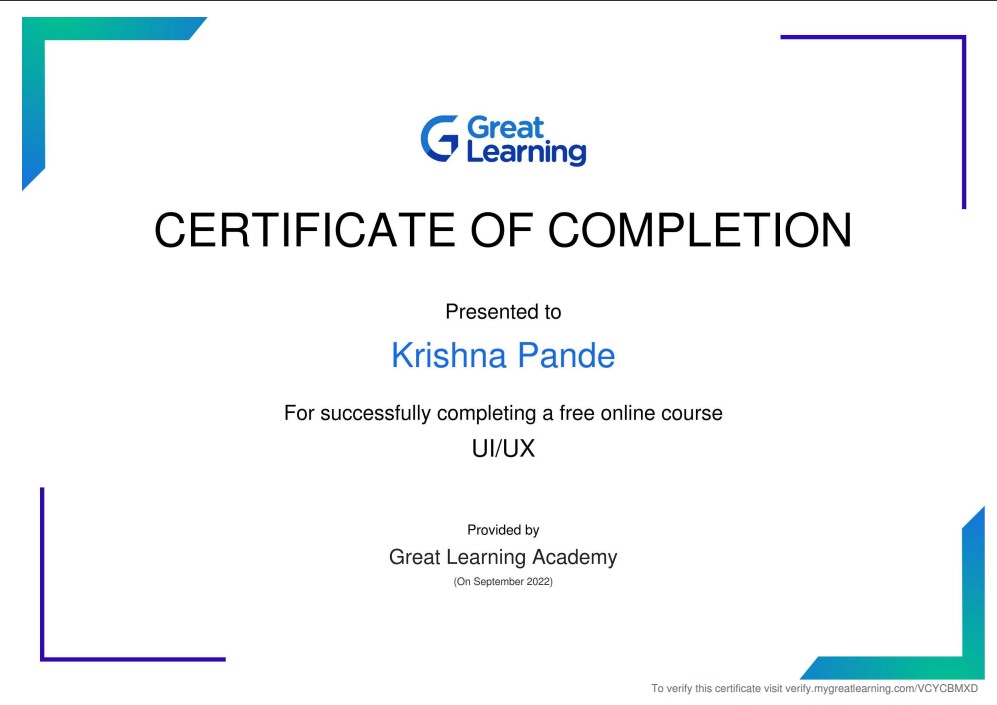 Great
Learning
CERTIFICATE OF COMPLETION
Presented to
Krishna Pande
For successfully completing a free online course
UI/UX
Provided by
Great Learning Academy
(On September 2022)
To verify this certificate visit verify.mygreatlearning.com/VCYCBMXD